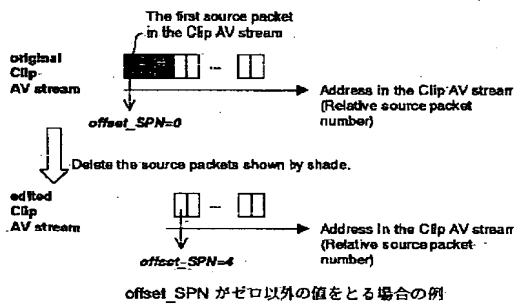 The first source packet
in the Clip AV stream
original
Clip
AV stream
Address in the Clip AV stream
(Relative source packet
number)
offset_SPN=0
Delete the source packets shown by shade.
edited
Clip
AV stream
Address in the Clip AV stream
(Relative source packet
number)
offset_SPN=4
offset_SPN がゼロ以外の値をとる場合の例